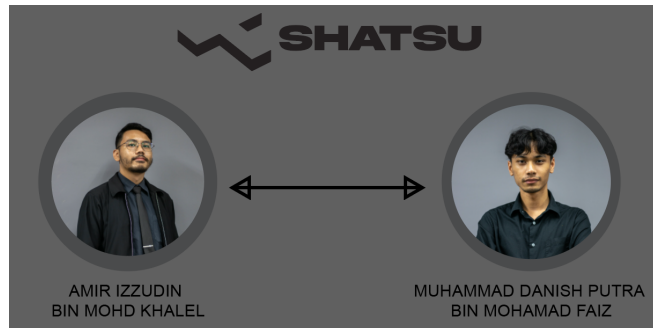 SHATSU
AMIR IZZUDIN
BIN MOHD KHALEL
MUHAMMAD DANISH PUTRA
BIN MOHAMAD FAIZ